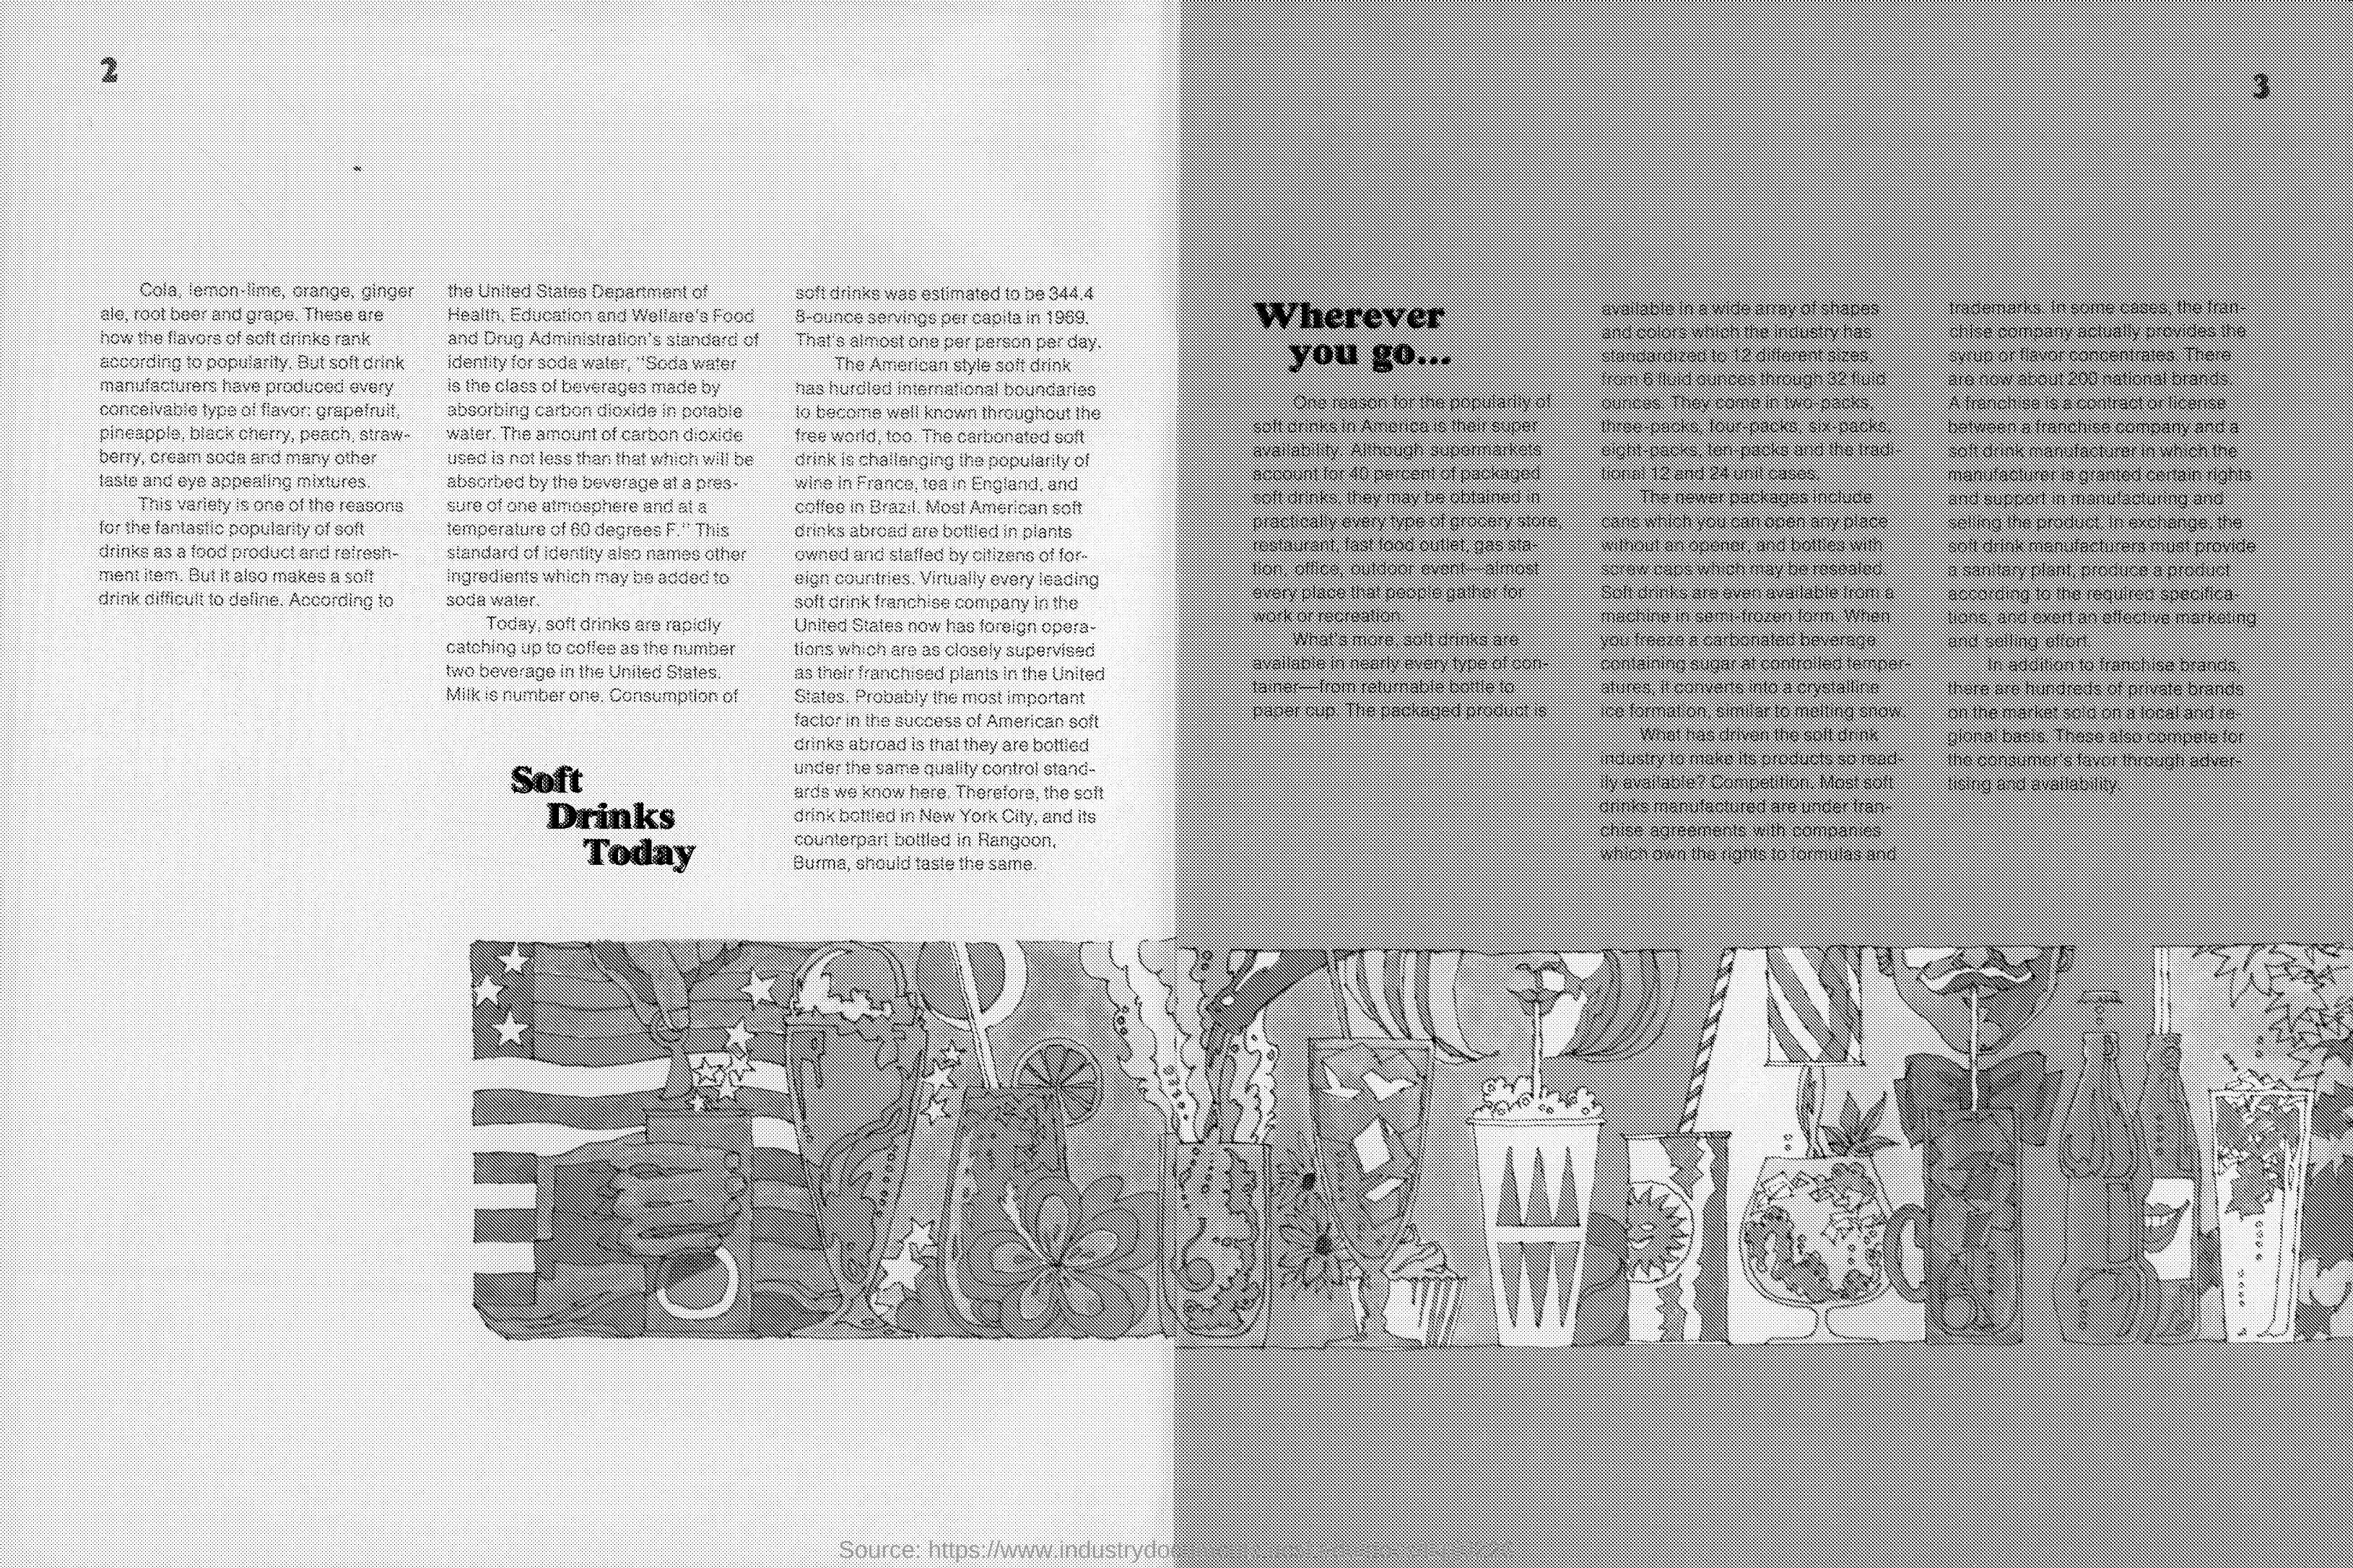 2
Cola, lemon-lime, orange, ginger
ale, root beer and grape. These are
how the flavors of soft drinks rank
according to popularity. But soft drink
manufacturers have produced every
conceivable type of flavor: grapefruit,
pineapple, black cherry, peach, straw-
berry, cream soda and many other
taste and eye appealing mixtures.
This variety is one of the reasons
for the fantastic popularity of soft
drinks as a food product and refresh-
ment item. But it also makes a soft
drink difficult to define. According to
the United States Department of
Health, Education and Welfare's Food
and Drug Administration's standard of
identity for soda water, "Soda water
is the class of beverages made by
absorbing carbon dioxide in potable
water. The amount of carbon dioxide
used is not less than that which will be
absorbed by the beverage at a pres-
sure of one atmosphere and at a
temperature of 60 degrees F." This
standard of identity also names other
ingredients which may be added to
soda water.
Today, soft drinks are rapidly
catching up to coffee as the number
two beverage in the United States.
Milk is number one. Consumption of
Soft
Drinks
Today
soft drinks was estimated to be 344.4
8-ounce servings per capita in 1969.
That's almost one per person per day.
The American style soft drink
has hurdled international boundaries
to become well known throughout the
free world, too. The carbonated soft
drink is challenging the popularity of
wine in France, tea in England, and
coffee in Brazil. Most American soft
drinks abroad are bottled in plants
owned and staffed by citizens of for-
eign countries. Virtually every leading
soft drink franchise company in the
United States now has foreign opera-
tions which are as closely supervised
as their franchised plants in the United
States. Probably the most important
factor in the success of American soft
drinks abroad is that they are bottled
under the same quality control stand-
ards we know here. Therefore, the soft
drink bottled in New York City, and its
counterpart bottled in Rangoon,
Burma, should taste the same.
3
Wherever
you go...
One reason for the popularity of
soft drinks in America is their super
availability. Although supermarkets
account for 40 percent of packaged
soft drinks, they may be obtained in
practically every type of grocery store,
restaurant, fast food outlet, gas sta-
tion, office, outdoor event—almost
every place that people gather for
work or recreation.
What's more, soft drinks are
available in nearly every type of con-
tainer—from returnable bottle to
paper cup. The packaged product is
available in a wide array of shapes
and colors which the industry has
standardized to 12 different sizes,
from 6 fluid ounces through 32 fluid
ounces. They come in two-packs,
three-packs, four-packs, six-packs,
eight-packs, ten-packs and the tradi-
tional 12 and 24 unit cases.
The newer packages include
cans which you can open any place
without an opener, and bottles with
screw caps which may be resealed.
Soft drinks are even available from a
machine in semi-frozen form. When
you freeze a carbonated beverage
containing sugar at controlled temper-
atures, it converts into a crystalline
ice formation, similar to melting snow.
What has driven the soft drink
industry to make its products so read-
ily available? Competition. Most soft
drinks manufactured are under fran-
chise agreements with companies
which own the rights to formulas and
trademarks. In some cases, the fran-
chise company actually provides the
syrup or flavor concentrates. There
are now about 200 national brands.
A franchise is a contract or license
between a franchise company and a
soft drink manufacturer in which the
manufacturer is granted certain rights
and support in manufacturing and
selling the product. In exchange, the
soft drink manufacturers must provide
a sanitary plant, produce a product
according to the required specifica-
tions, and exert an effective marketing
and selling effort.
In addition to franchise brands,
there are hundreds of private brands
on the market sold on a local and re-
gional basis. These also compete for
the consumer's favor through adver-
tising and availability.
Source: